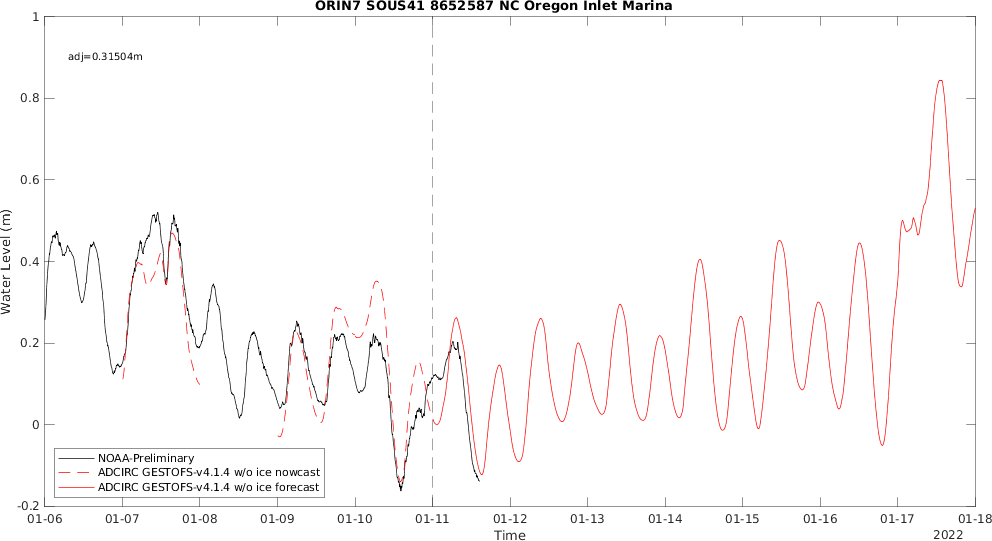 ORIN7 SOUS41 8652587 NC Oregon Inlet Marina
adj=0.31504m
Water Level (m)
1
0.8
0.6
0.4
0.2
0
-0.2
NOAA-Preliminary
ADCIRC GESTOFS-v4.1.4 w/o ice nowcast
ADCIRC GESTOFS-v4.1.4 w/o ice forecast
01-06 01-07 01-08 01-09 01-10 01-11 01-12 01-13 01-14 01-15 01-16 01-17 01-18
Time
2022